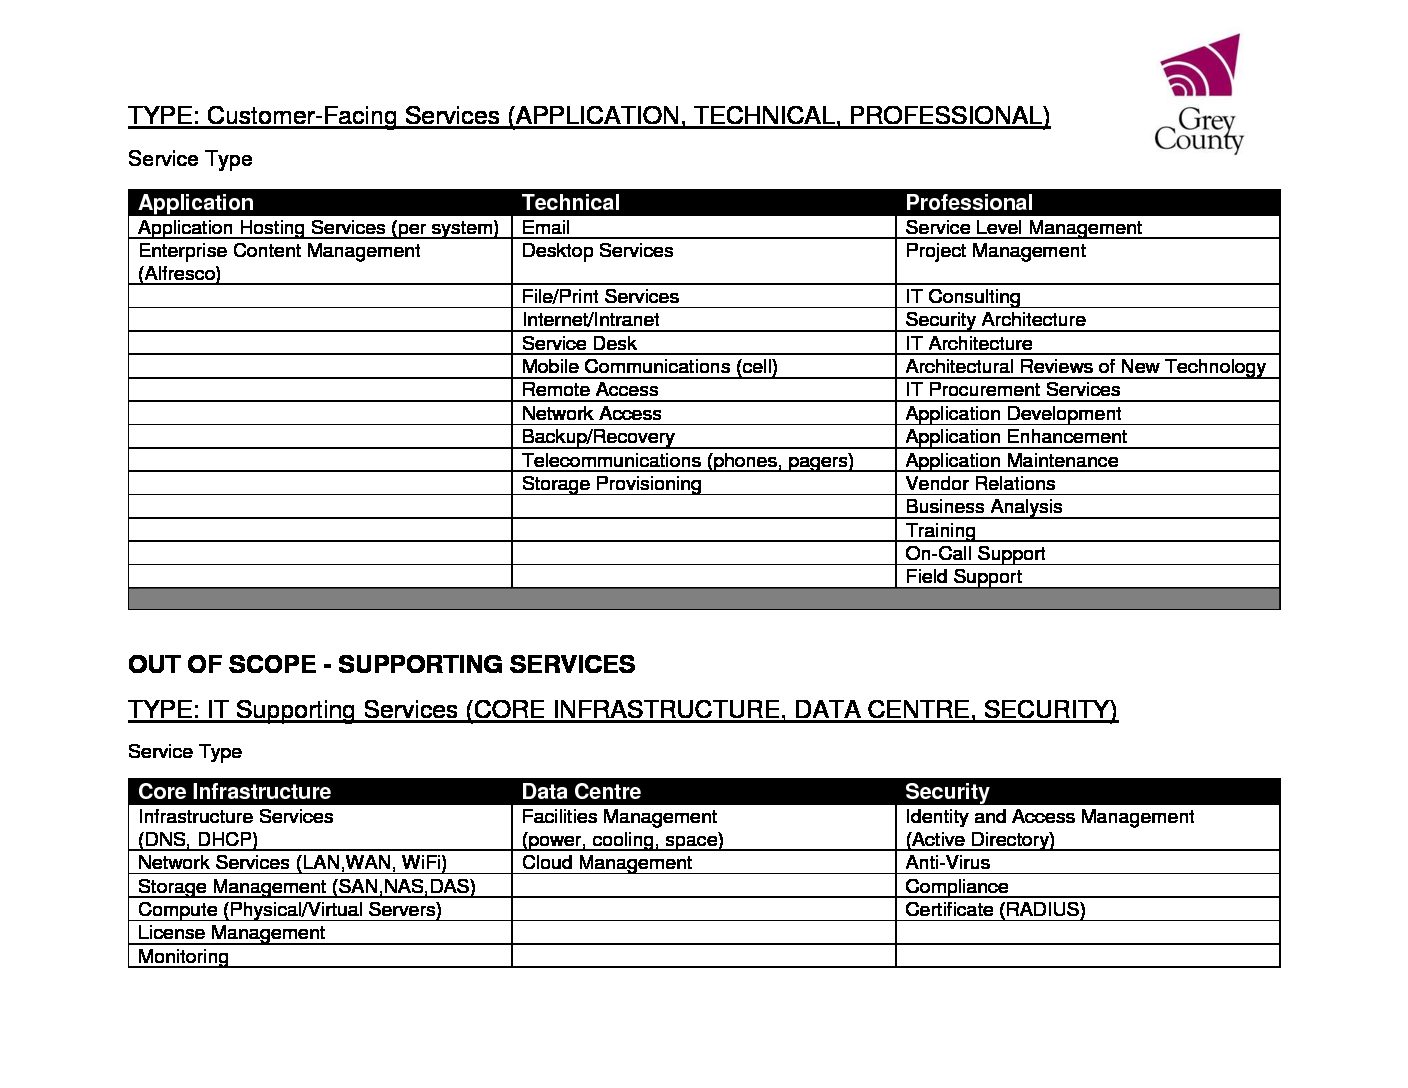 Grey
County
TYPE: Customer-Facing Services (APPLICATION, TECHNICAL, PROFESSIONAL)
Service Type
Application Technical Professional
Application Hosting Services (per system) Email Service Level Management
Enterprise Content Management Desktop Services Project Management
(Alfresco)
File/Print Services IT Consulting
Internet/Intranet Security Architecture
Service Desk IT Architecture
Mobile Communications (cell) Architectural Reviews of New Technology
Remote Access IT Procurement Services
Network Access Application Development
Backup/Recovery Application Enhancement
Telecommunications (phones, pagers) Application Maintenance
Storage Provisioning Vendor Relations
Business Analysis
Training
On-Call Support
Field Support
OUT OF SCOPE - SUPPORTING SERVICES
TYPE: IT Supporting Services (CORE INFRASTRUCTURE, DATA CENTRE, SECURITY)
Service Type
Core Infrastructure Data Centre Security
Infrastructure Services Facilities Management Identity and Access Management
(DNS, DHCP) (power, cooling, space) (Active Directory)
Network Services (LAN,WAN, WiFi) Cloud Management Anti-Virus
Storage Management (SAN,NAS,DAS) Compliance
Compute (Physical/Virtual Servers) Certificate (RADIUS)
License Management
Monitoring